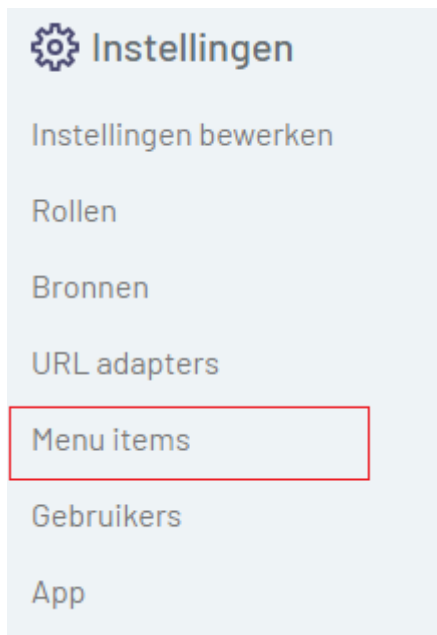 Instellingen
Instellingen bewerken
Rollen
Bronnen
URL adapters
Menu items
Gebruikers
App